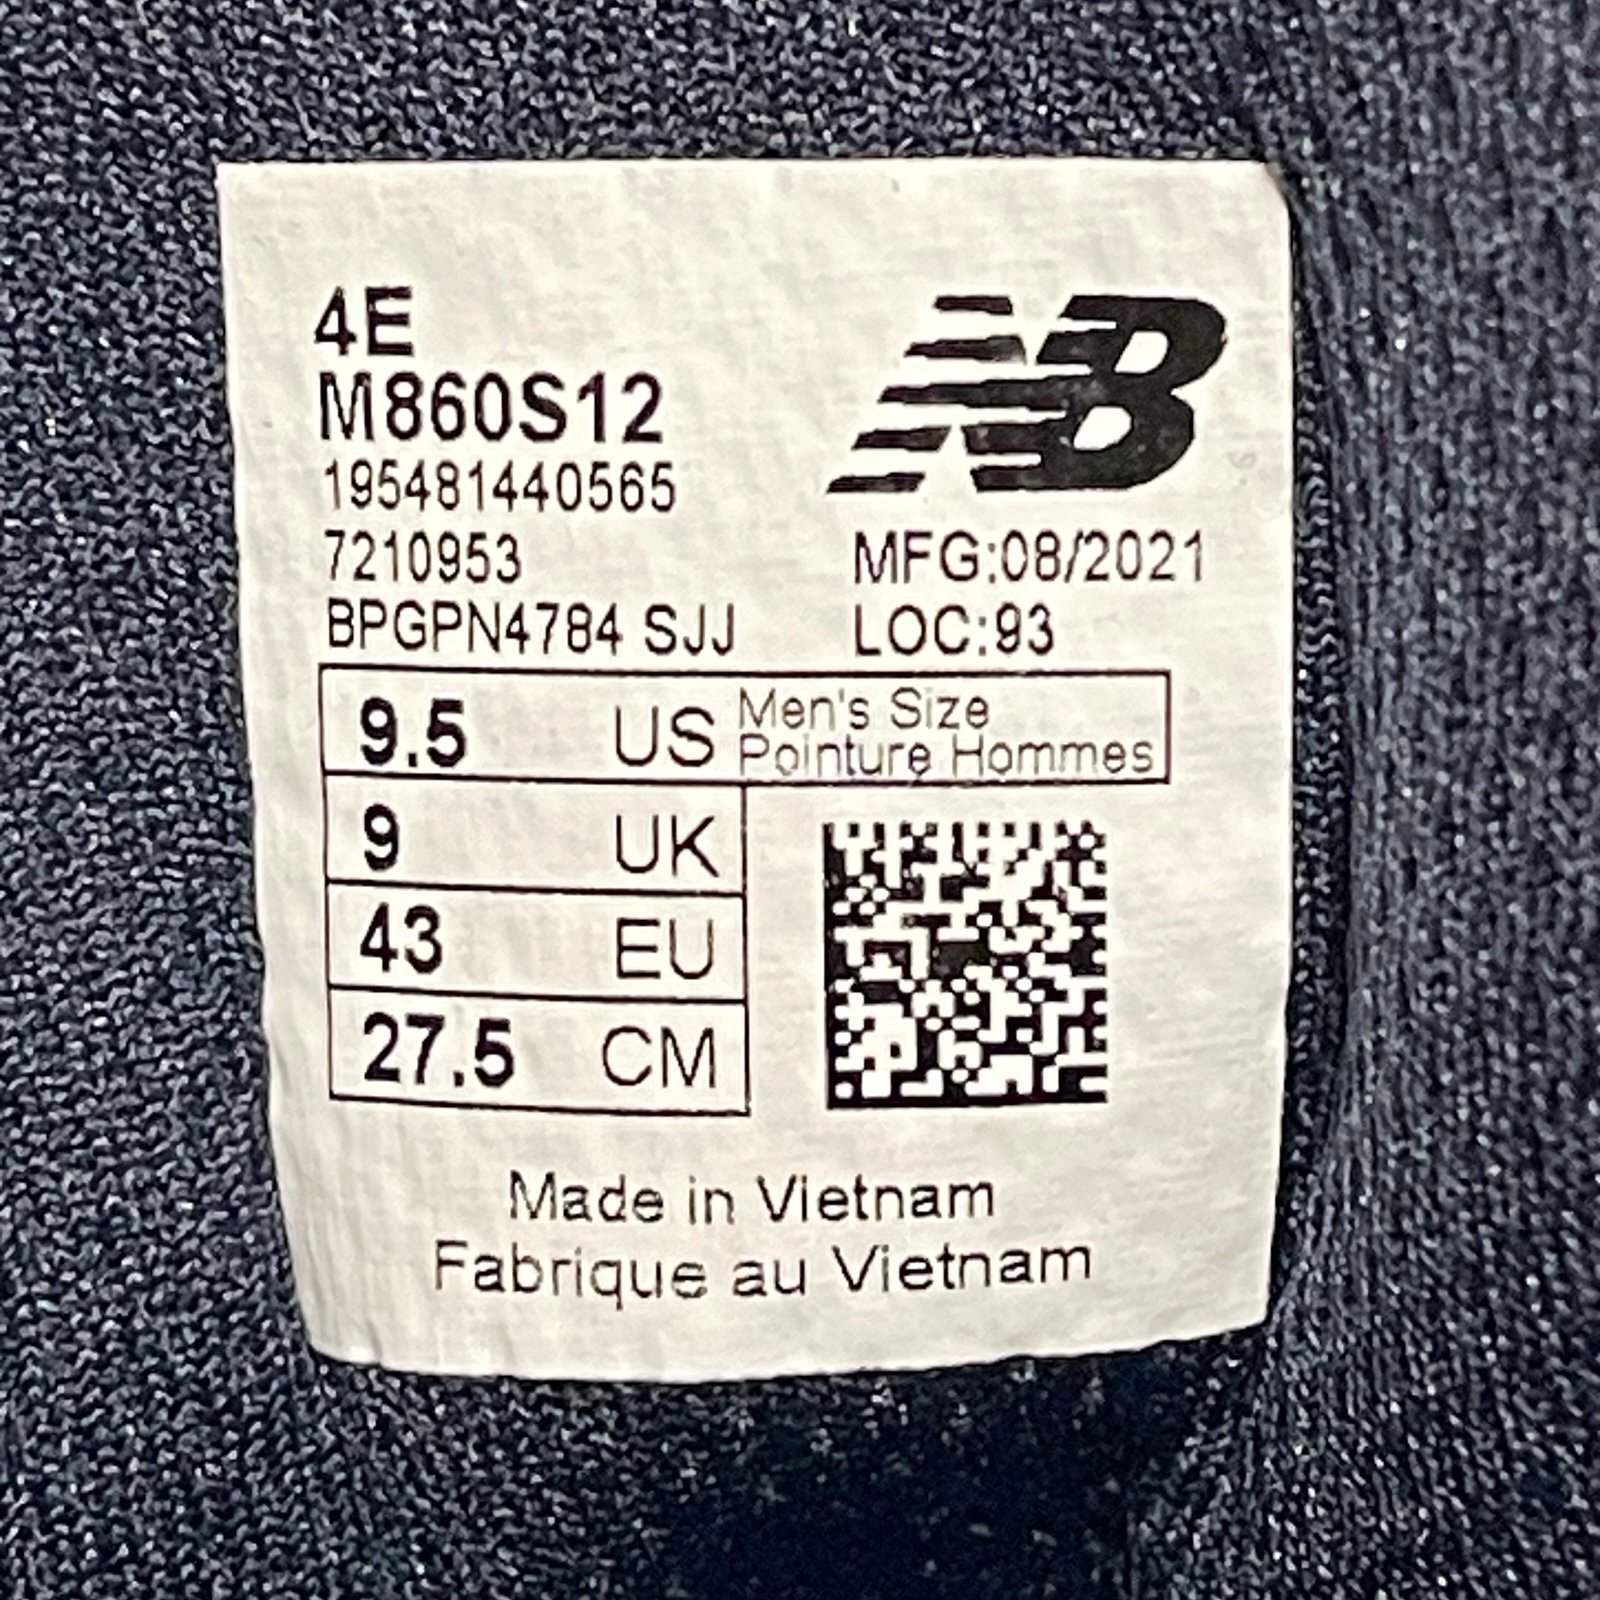 4E
M860S12
195481440565
7210953
BPGPN4784 SJJ
NB
MFG:08/2021
LOC:93
9.5 US Men's Size
Pointure Hommes
9 UK
43 EU
27.5 CM
Made in Vietnam
Fabrique au Vietnam